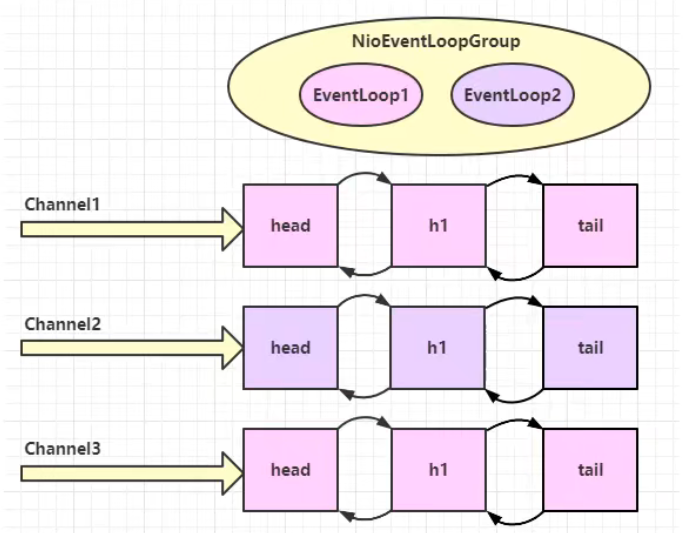 NioEventLoopGroup
EventLoop1 EventLoop2
Channel1
head h1 tail
Channel2
head h1 tail
Channel3
head h1 tail